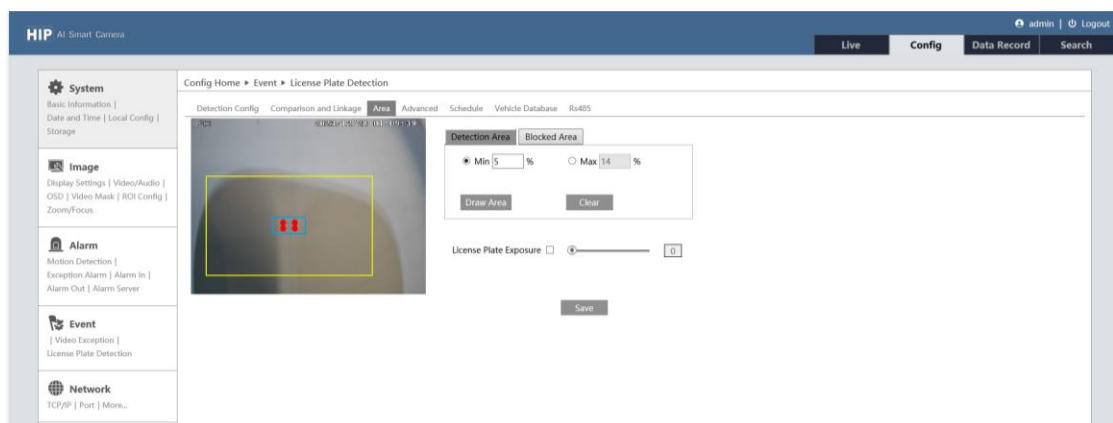 HIP AI Smart Camera
admin | Logout
Live Config Data Record Search
System
Basic Information |
Date and Time | Local Config |
Storage
Image
Display Settings | Video/Audio |
OSD | Video Mask | ROI Config |
Zoom/Focus
Alarm
Motion Detection |
Exception Alarm | Alarm In |
Alarm Out | Alarm Server
Event
| Video Exception |
License Plate Detection
Network
TCP/IP | Port | More...
Config Home ▸ Event ▸ License Plate Detection
Detection Config Comparison and Linkage Area Advanced Schedule Vehicle Database Rs485
Detection Area Blocked Area
Min 5 % Max 14 %
Draw Area Clear
License Plate Exposure 0
Save